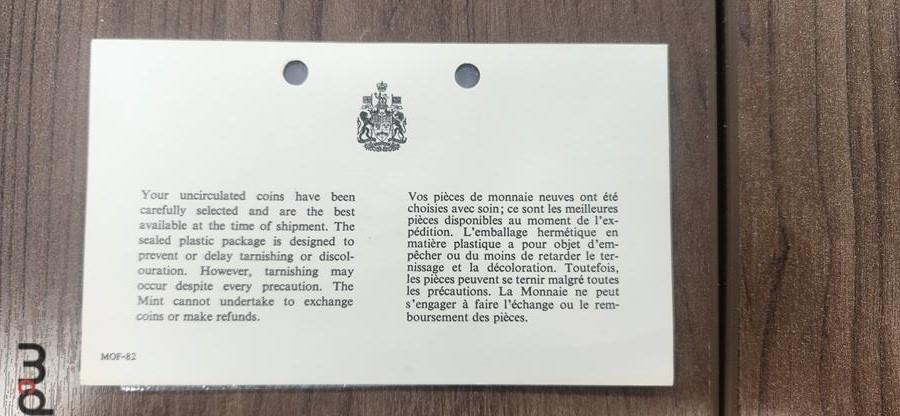 Your uncirculated coins have been
carefully selected and are the best
available at the time of shipment. The
sealed plastic package is designed to
prevent or delay tarnishing or discol-
ouration. However, tarnishing may
occur despite every precaution. The
Mint cannot undertake to exchange
coins or make refunds.
Vos pièces de monnaie neuves ont été
choisies avec soin; ce sont les meilleures
pièces disponibles au moment de l'ex-
pédition. L'emballage hermétique en
matière plastique a pour objet d'em-
pêcher ou du moins de retarder le ter-
nissage et la décoloration. Toutefois,
les pièces peuvent se ternir malgré toutes
les précautions. La Monnaie ne peut
s'engager à faire l'échange ou le rem-
boursement des pièces.
MOF-82